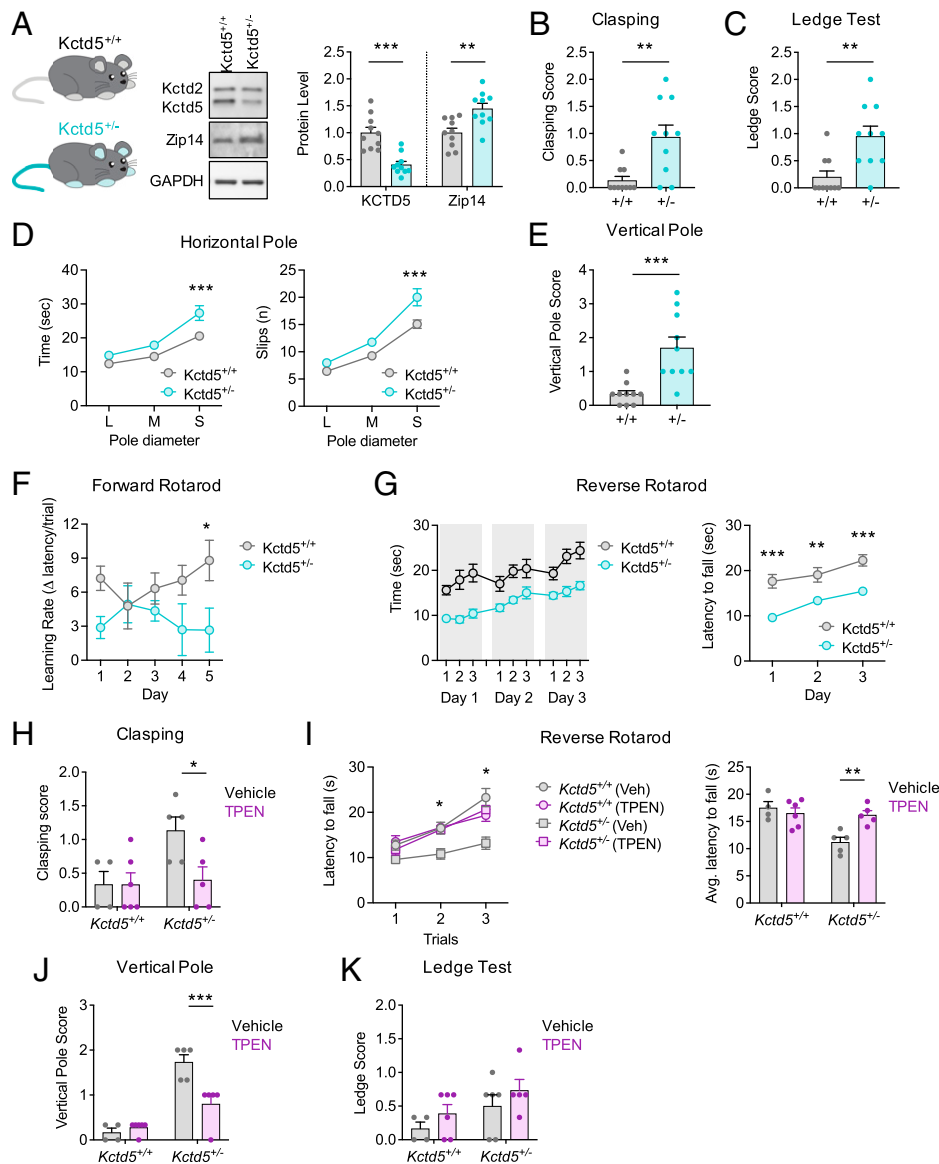 A
Kctd5+/+
Kctd5+/-
Kctd5+/+
Kctd5+/-
Kctd2
Kctd5
Zip14
GAPDH
Protein Level
2.5
2.0
1.5
1.0
0.5
0.0
***
**
KCTD5
Zip14
B
Clasping
Clasping Score
2.5
2.0
1.5
1.0
0.5
0.0
**
+/+
+/-
C
Ledge Test
Ledge Score
2.5
2.0
1.5
1.0
0.5
0.0
**
+/+
+/-
D
Horizontal Pole
Time (sec)
40
30
20
10
0
***
Kctd5+/+
Kctd5+/-
L
M
S
Pole diameter
Slips (n)
25
20
15
10
5
0
***
Kctd5+/+
Kctd5+/-
L
M
S
Pole diameter
E
Vertical Pole
Vertical Pole Score
4
3
2
1
0
***
+/+
+/-
F
Forward Rotarod
Learning Rate (Δ latency/trial)
12
9
6
3
0
*
Kctd5+/+
Kctd5+/-
1 2 3 4 5
Day
G
Reverse Rotarod
Time (sec)
30
20
10
0
Kctd5+/+
Kctd5+/-
1 2 3 1 2 3 1 2 3
Day 1 Day 2 Day 3
Latency to fall (sec)
30
20
10
0
*** ** ***
Kctd5+/+
Kctd5+/-
1 2 3
Day
H
Clasping
Clasping score
2.0
1.5
1.0
0.5
0.0
*
Vehicle
TPEN
Kctd5+/+
Kctd5+/-
I
Reverse Rotarod
Latency to fall (s)
30
20
10
0
*
*
Kctd5+/+ (Veh)
Kctd5+/+ (TPEN)
Kctd5+/- (Veh)
Kctd5+/- (TPEN)
1 2 3
Trials
Avg. latency to fall (s)
25
20
15
10
5
0
**
Vehicle
TPEN
Kctd5+/+
Kctd5+/-
J
Vertical Pole
Vertical Pole Score
3
2
1
0
***
Vehicle
TPEN
Kctd5+/+
Kctd5+/-
K
Ledge Test
Ledge Score
2.0
1.5
1.0
0.5
0.0
Vehicle
TPEN
Kctd5+/+
Kctd5+/-